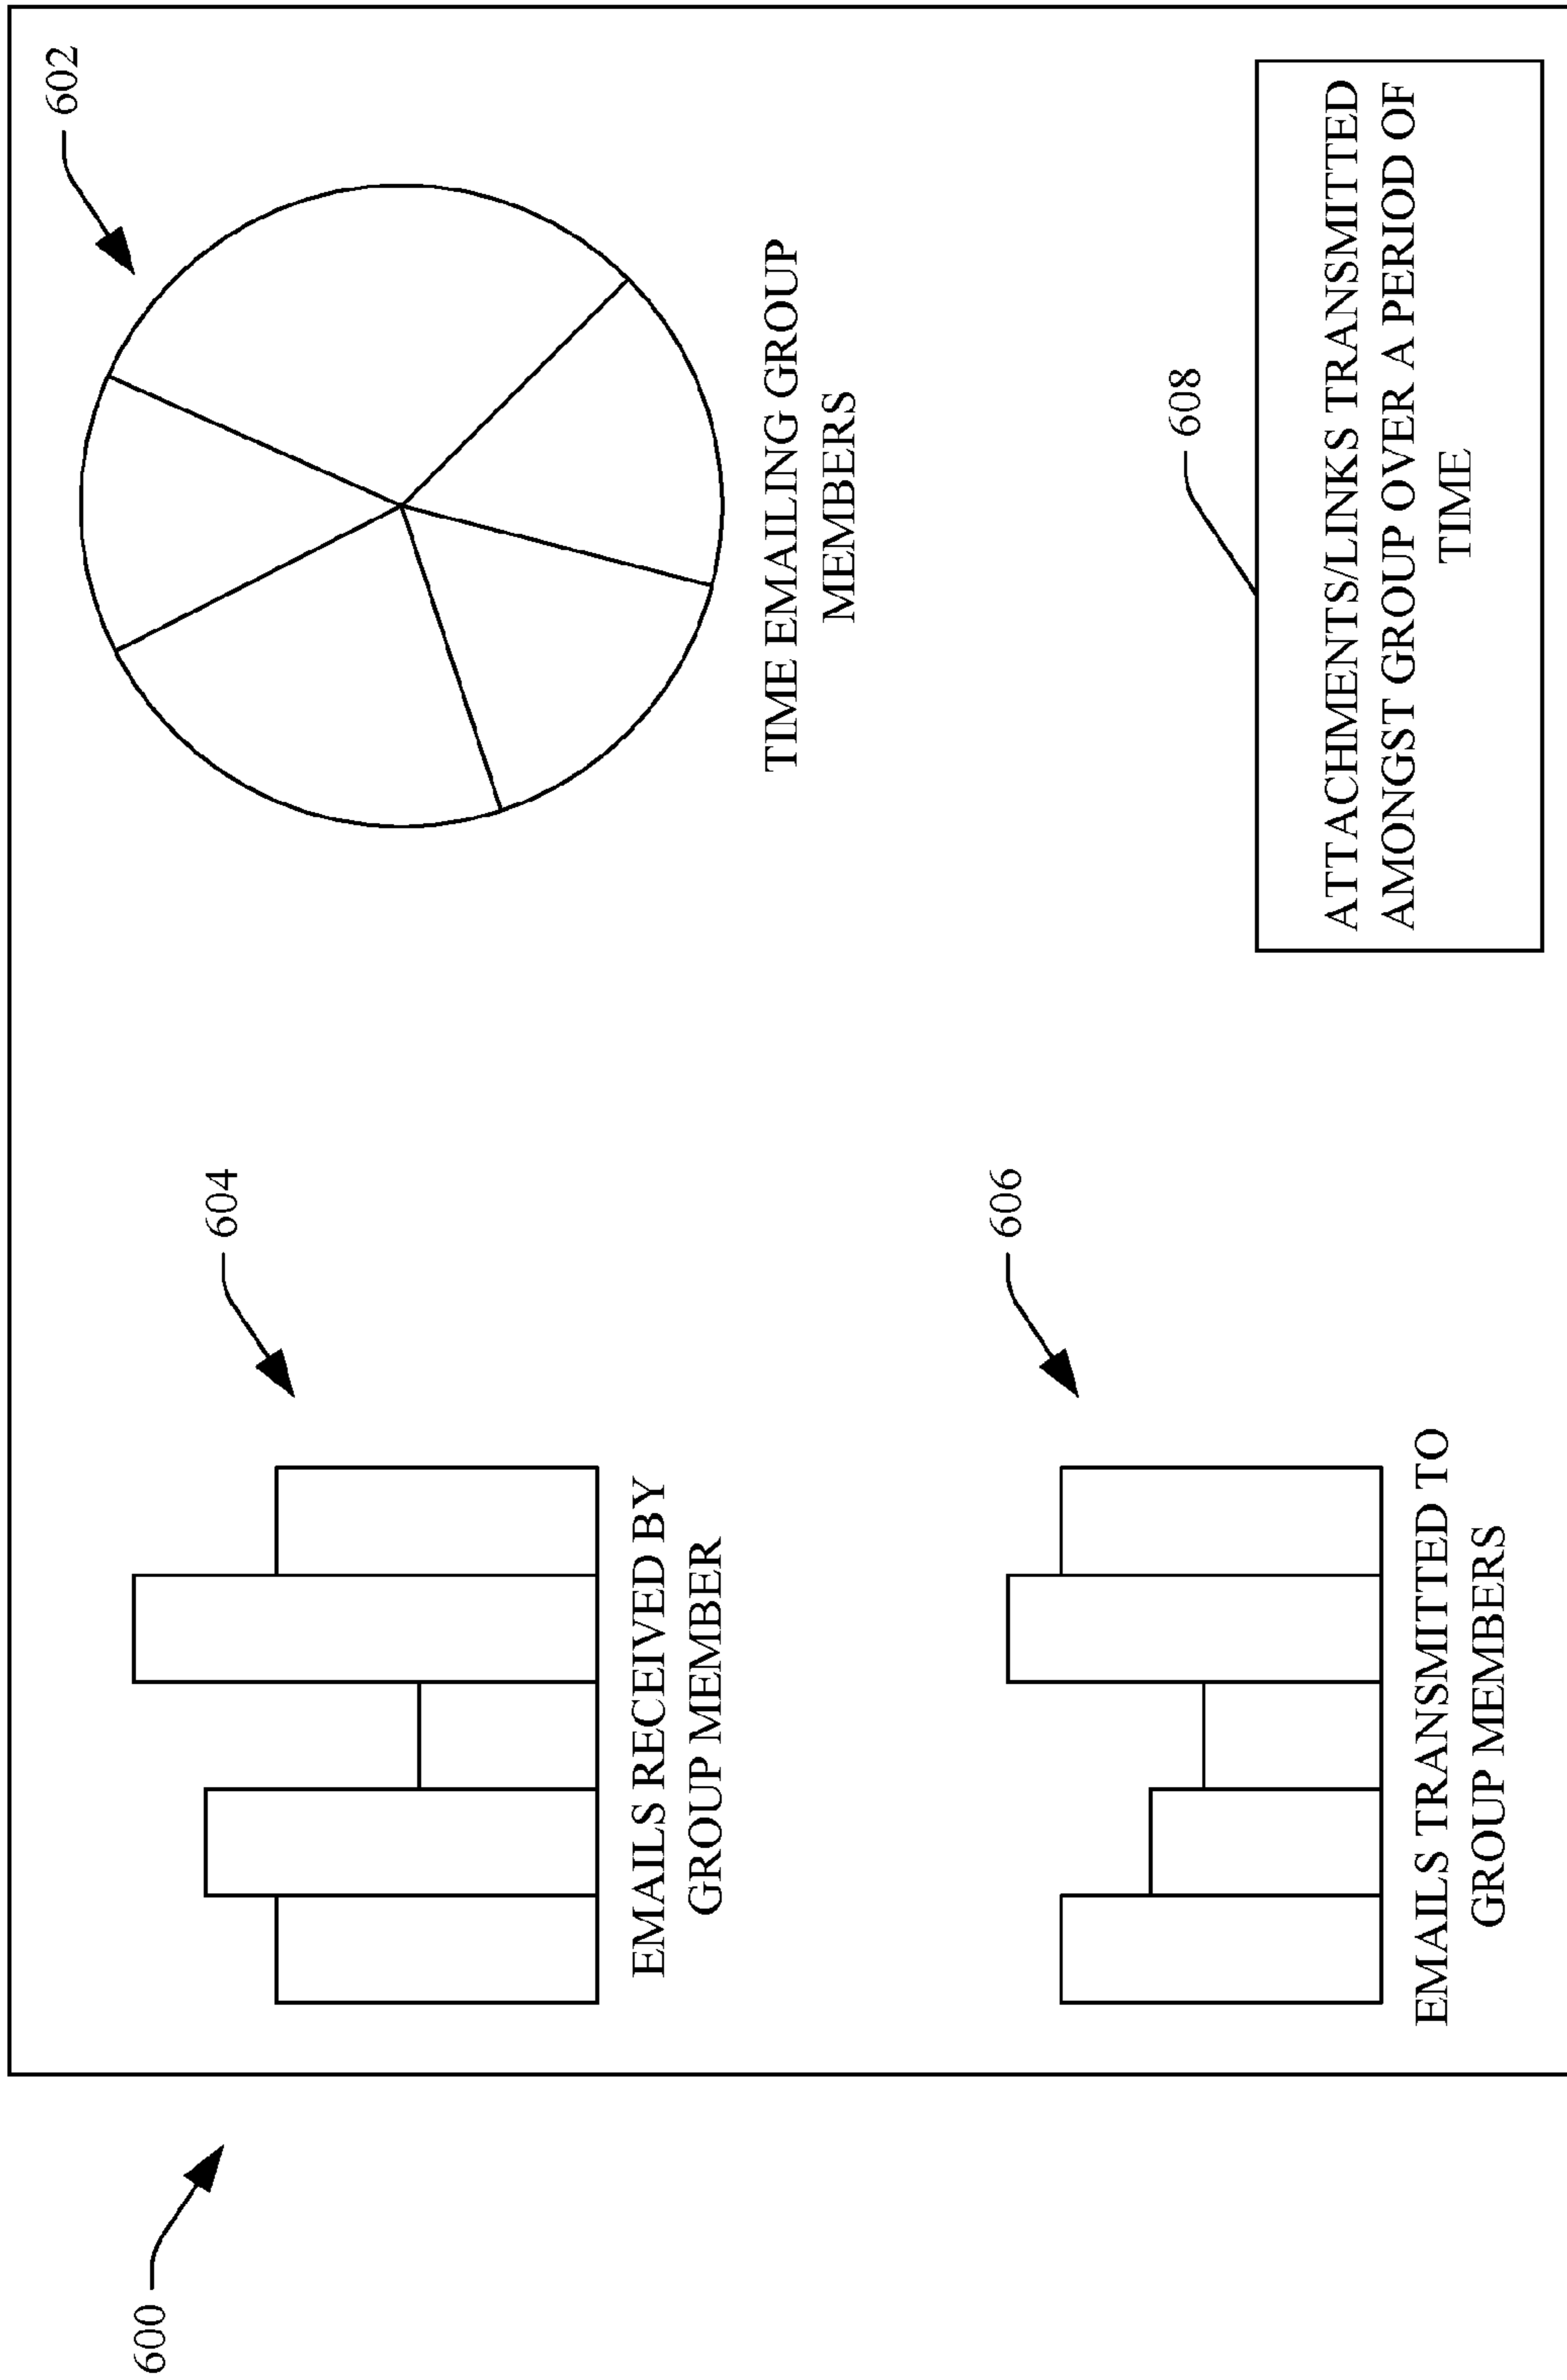 600
604
EMAILS RECEIVED BY
GROUP MEMBER
602
TIME EMAILING GROUP
MEMBERS
606
EMAILS TRANSMITTED TO
GROUP MEMBERS
608
ATTACHMENTS/LINKS TRANSMITTED
AMONGST GROUP OVER A PERIOD OF
TIME